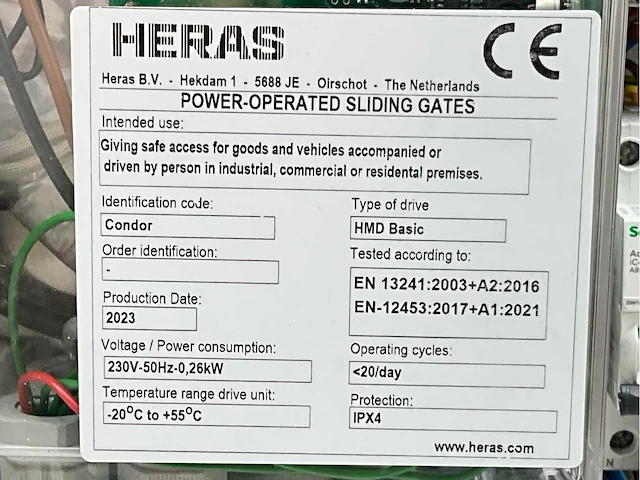 HERAS CE
Heras B.V. - Hekdam 1 - 5688 JE - Oirschot - The Netherlands
POWER-OPERATED SLIDING GATES
Intended use:
Giving safe access for goods and vehicles accompanied or
driven by person in industrial, commercial or residental premises.
Identification code:
Condor
Type of drive
HMD Basic
Order identification:
-
Tested according to:
EN 13241:2003+A2:2016
EN-12453:2017+A1:2021
Production Date:
2023
Voltage / Power consumption:
230V-50Hz-0,26kW
Operating cycles:
<20/day
Temperature range drive unit:
-20°C to +55°C
Protection:
IPX4
www.heras.com
N